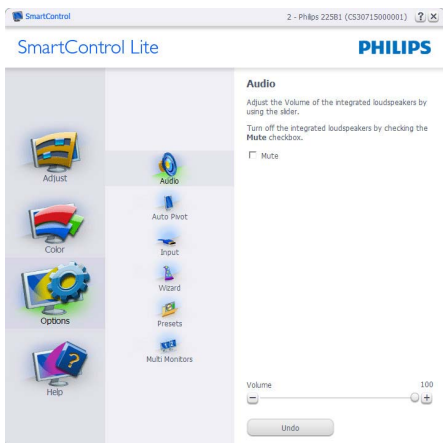 SmartControl
2 - Philips 225B1 (CS30715000001)
SmartControl Lite
PHILIPS
Adjust
Color
Options
Help
Audio
Auto Pivot
Input
Wizard
Presets
Multi Monitors
Audio
Adjust the Volume of the integrated loudspeakers by
using the slider.
Turn off the integrated loudspeakers by checking the
Mute checkbox.
Mute
Volume 100
Undo